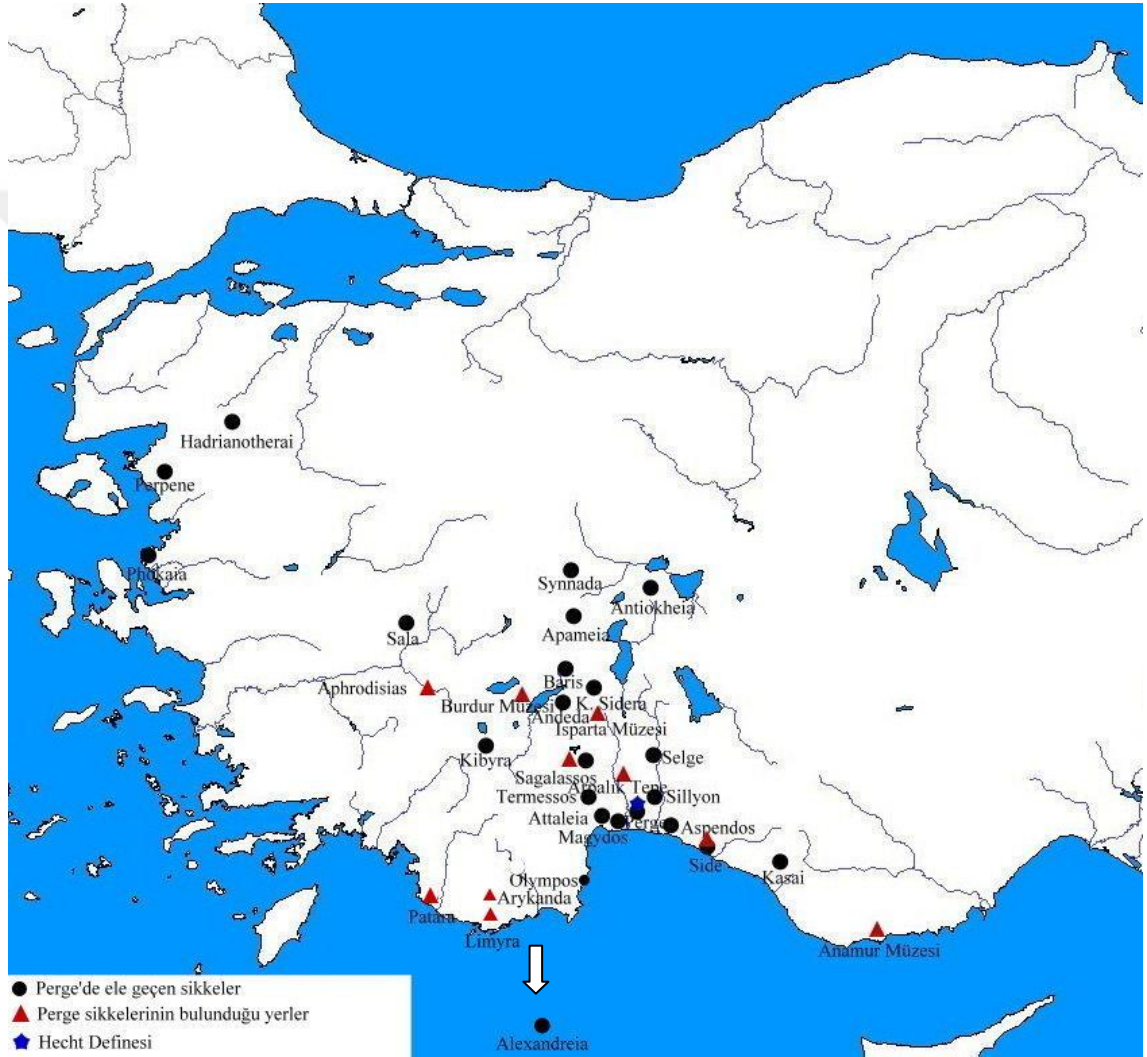 Hadrianotherai
Perpene
Phokaia
Synnada
Antiokheia
Apameia
Sala
Baris
Aphrodisias
K. Sidera
Burdur Müzesi
Andeda
Isparta Müzesi
Kibyra
Selge
Sagalassos
Arpalık Tepe
Termessos
Sillyon
Attaleia
Perge
Aspendos
Magydos
Side
Kasai
Olympos
Arykanda
Patara
Limyra
Anamur Müzesi
Perge'de ele geçen sikkeler
Perge sikkelerinin bulunduğu yerler
Hecht Definesi
Alexandreia